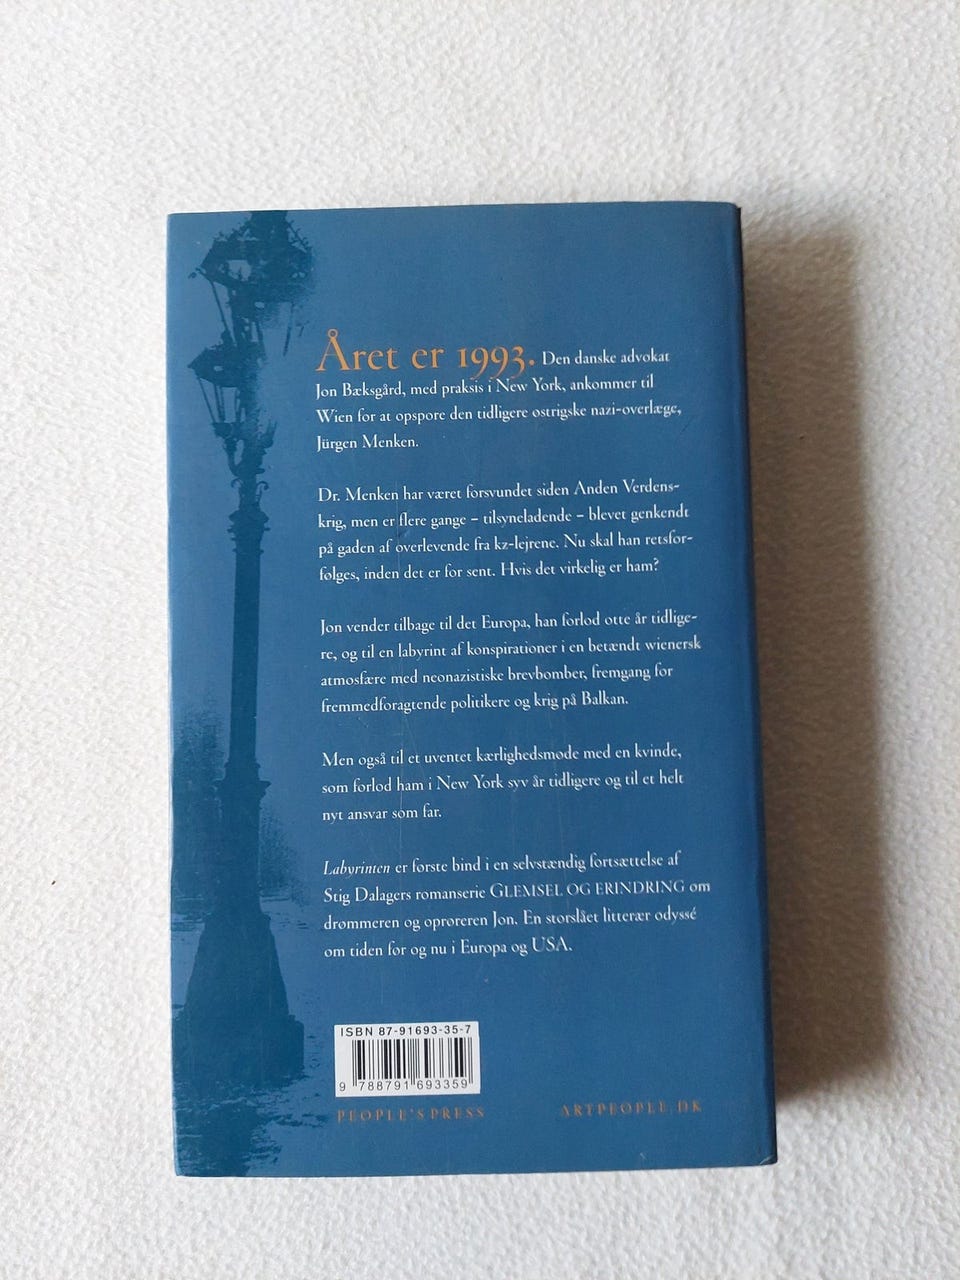 Året er 1993. Den danske advokat
Jon Bæksgård, med praksis i New York, ankommer til
Wien for at opspore den tidligere østrigske nazi-overlæge,
Jürgen Menken.
Dr. Menken har været forsvundet siden Anden Verdens-
krig, men er flere gange – tilsyneladende – blevet genkendt
på gaden af overlevende fra kz-lejrene. Nu skal han retsfor-
følges, inden det er for sent. Hvis det virkelig er ham?
Jon vender tilbage til det Europa, han forlod otte år tidlige-
re, og til en labyrint af konspirationer i en betændt wienersk
atmosfære med neonazistiske brevbomber, fremgang for
fremmedforagtende politikere og krig på Balkan.
Men også til et uventet kærlighedsmøde med en kvinde,
som forlod ham i New York syv år tidligere og til et helt
nyt ansvar som far.
Labyrinten er første bind i en selvstændig fortsættelse af
Stig Dalagers romanserie GLEMSEL OG ERINDRING om
drømmeren og oprøreren Jon. En storslået litterær odyssé
om tiden før og nu i Europa og USA.
ISBN 87-91693-35-7
9 788791 693359
PEOPLE'S PRESS ARTPEOPLE.DK